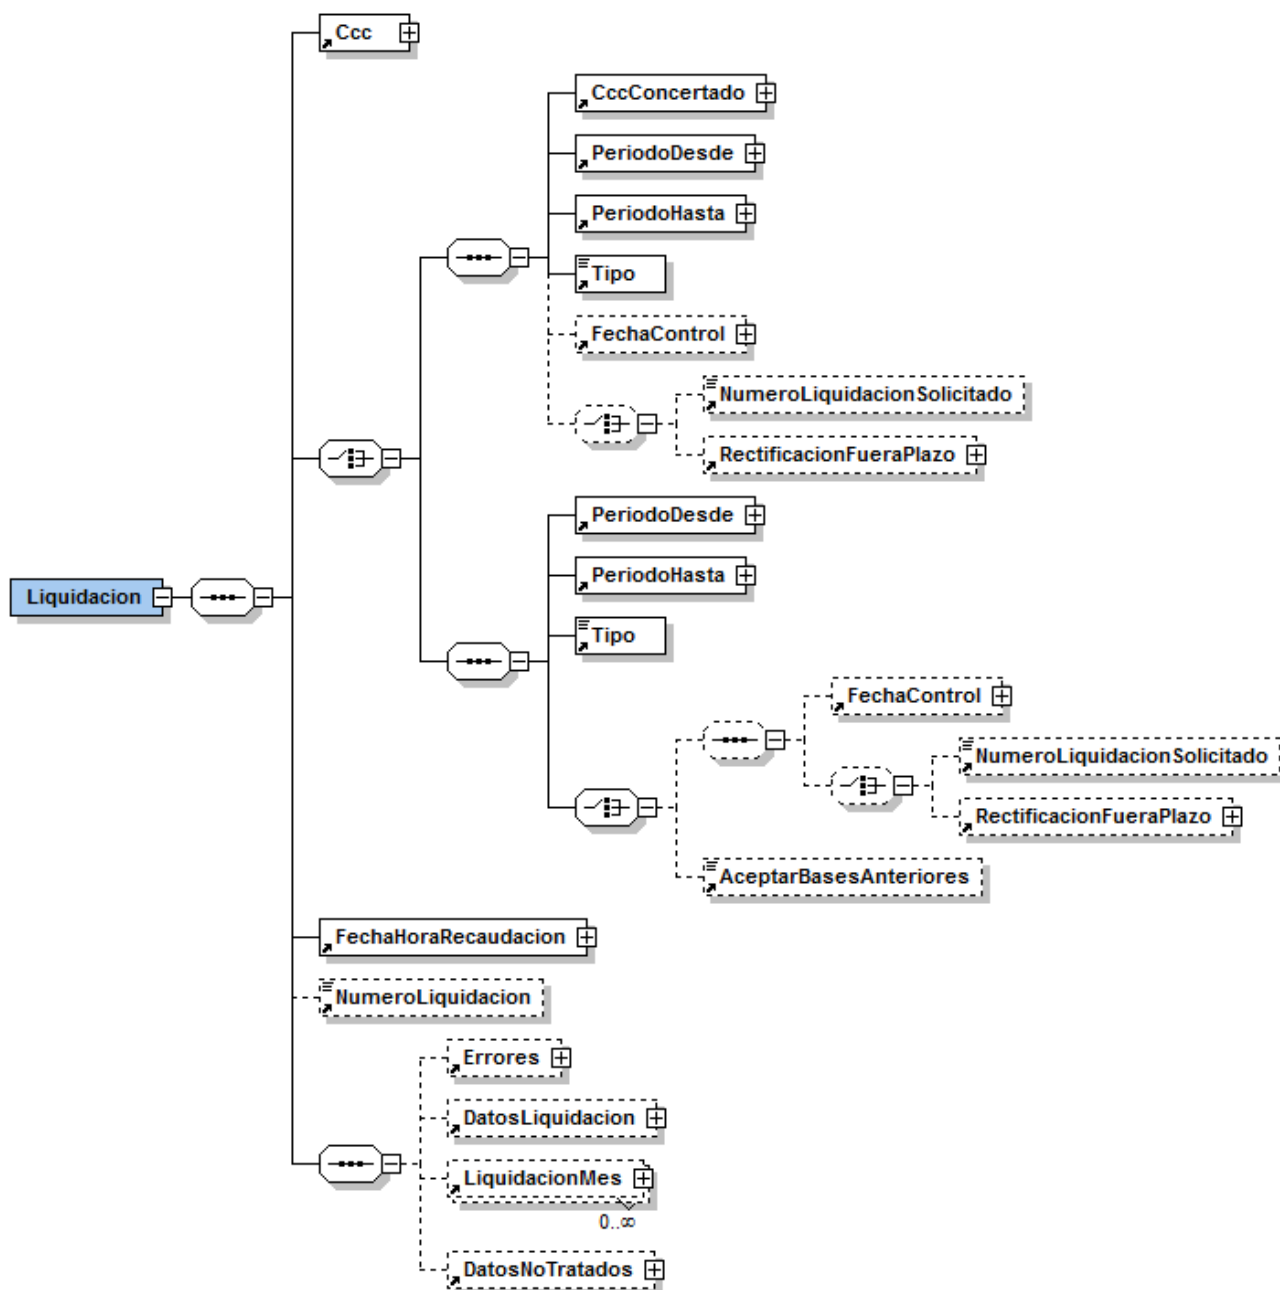 Ccc
CccConcertado
PeriodoDesde
PeriodoHasta
Tipo
FechaControl
NumeroLiquidacionSolicitado
RectificacionFueraPlazo
PeriodoDesde
PeriodoHasta
Liquidacion
Tipo
FechaControl
NumeroLiquidacionSolicitado
RectificacionFueraPlazo
AceptarBasesAnteriores
FechaHoraRecaudacion
NumeroLiquidacion
Errores
DatosLiquidacion
LiquidacionMes
0..∞
DatosNoTratados